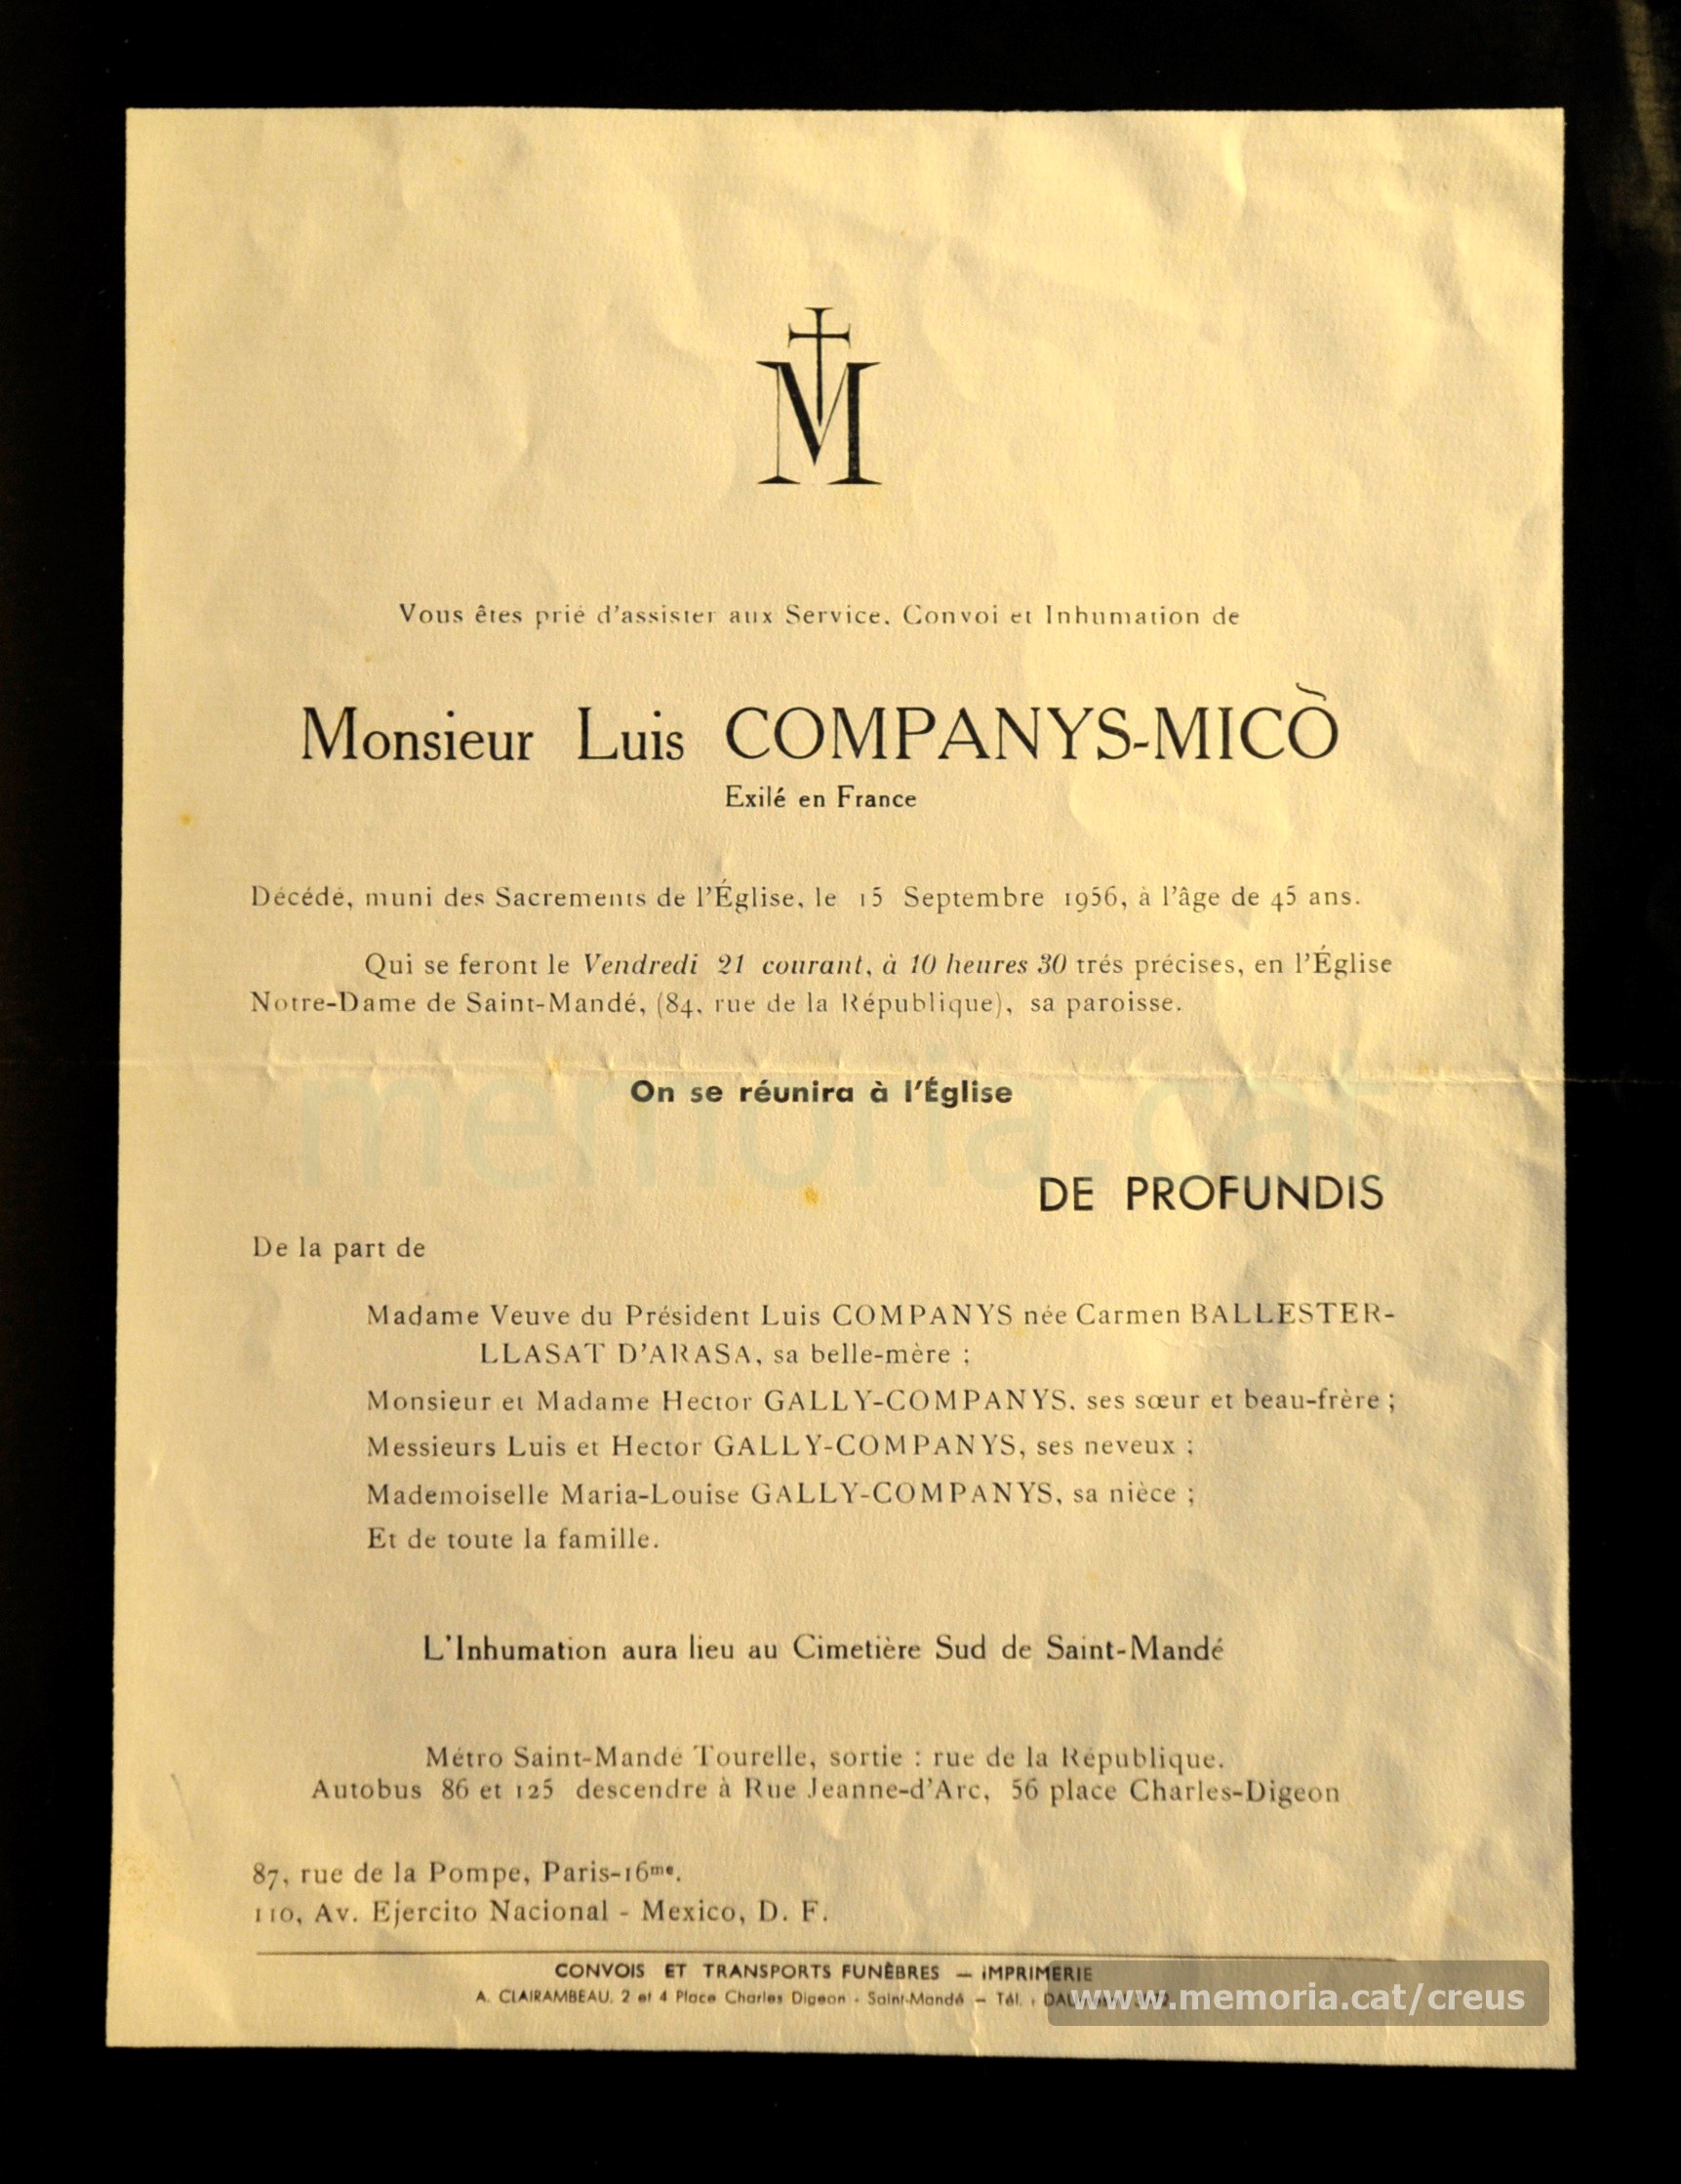 M
Vous êtes prié d'assister aux Service, Convoi et Inhumation de
Monsieur Luis COMPANYS-MICÒ
Exilé en France
Décédé, muni des Sacrements de l'Église, le 15 Septembre 1956, à l'âge de 45 ans.
Qui se feront le Vendredi 21 courant, à 10 heures 30 trés précises, en l'Église
Notre-Dame de Saint-Mandé, (84, rue de la République), sa paroisse.
memoria.cat
On se réunira à l'Église
DE PROFUNDIS
De la part de
Madame Veuve du Président Luis COMPANYS née Carmen BALLESTER-
LLASAT D'ARASA, sa belle-mère ;
Monsieur et Madame Hector GALLY-COMPANYS, ses sœur et beau-frère ;
Messieurs Luis et Hector GALLY-COMPANYS, ses neveux ;
Mademoiselle Maria-Louise GALLY-COMPANYS, sa nièce ;
Et de toute la famille.
L'Inhumation aura lieu au Cimetière Sud de Saint-Mandé
Métro Saint-Mandé Tourelle, sortie : rue de la République.
Autobus 86 et 125 descendre à Rue Jeanne-d'Arc, 56 place Charles-Digeon
87, rue de la Pompe, Paris-16me.
110, Av. Ejercito Nacional - Mexico, D. F.
CONVOIS ET TRANSPORTS FUNÈBRES — IMPRIMERIE
A. CLAIRAMBEAU, 2 et 4 Place Charles Digeon - Saint-Mandé — Tél. :
www.memoria.cat/creus